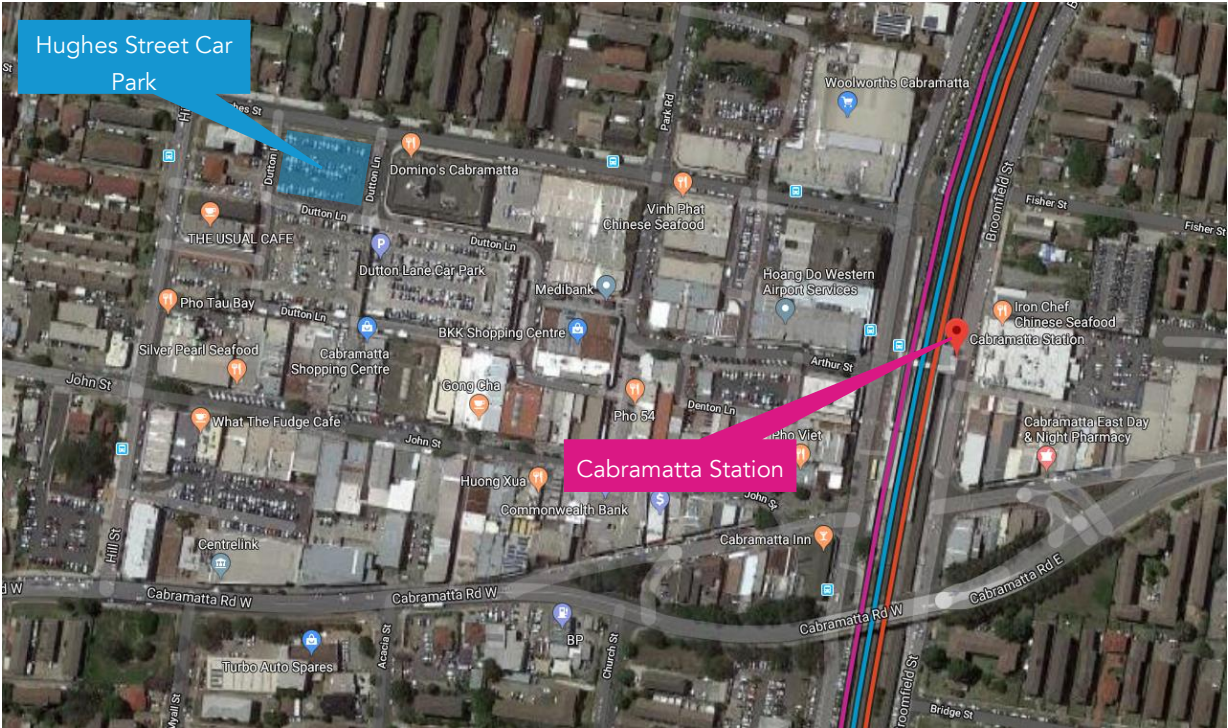 Hughes Street Car
Park
St
Hi
hes St
Dutton L
Dutton Ln
Domino's Cabramatta
Park Rd
Woolworths Cabramatta
B
Dutton Ln
THE USUAL CAFE
P
Dutton Lane Car Park
Dutton Ln
Vinh Phat
Chinese Seafood
Broomfield St
Fisher St
Fisher St
Medibank
Hoang Do Western
Airport Services
Pho Tau Bay
Dutton Ln
BKK Shopping Centre
Iron Chef
Chinese Seafood
Cabramatta Station
Silver Pearl Seafood
Cabramatta
Shopping Centre
Arthur St
John St
Gong Cha
Pho 54
Denton Ln
What The Fudge Cafe
John St
Pho Viet
Cabramatta East Day
& Night Pharmacy
Cabramatta Station
Huong Xua
Commonwealth Bank
$
John St
Hill St
Centrelink
Cabramatta Inn
d W
Cabramatta Rd W
Cabramatta Rd W
Cabramatta Rd W
Cabramatta Rd E
BP
Acacia St
Church St
Turbo Auto Spares
Myall St
roomfield St
Bridge St